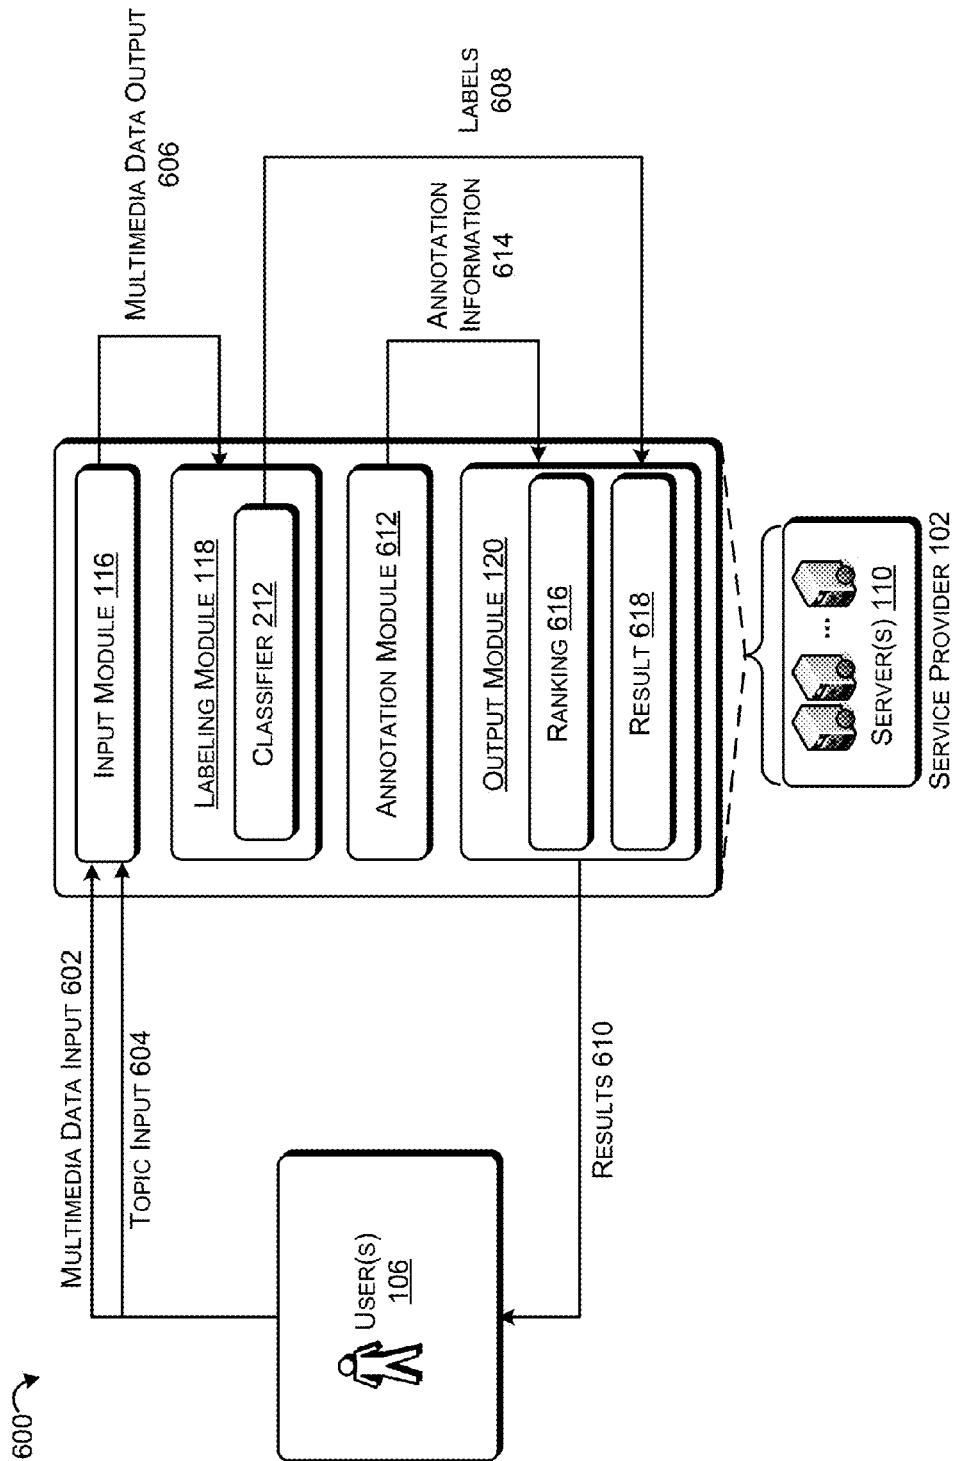 600
MULTIMEDIA DATA INPUT 602
TOPIC INPUT 604
USER(S)
106
RESULTS 610
INPUT MODULE 116
LABELING MODULE 118
CLASSIFIER 212
ANNOTATION MODULE 612
OUTPUT MODULE 120
RANKING 616
RESULT 618
MULTIMEDIA DATA OUTPUT
606
LABELS
608
ANNOTATION
INFORMATION
614
...
SERVER(S) 110
SERVICE PROVIDER 102